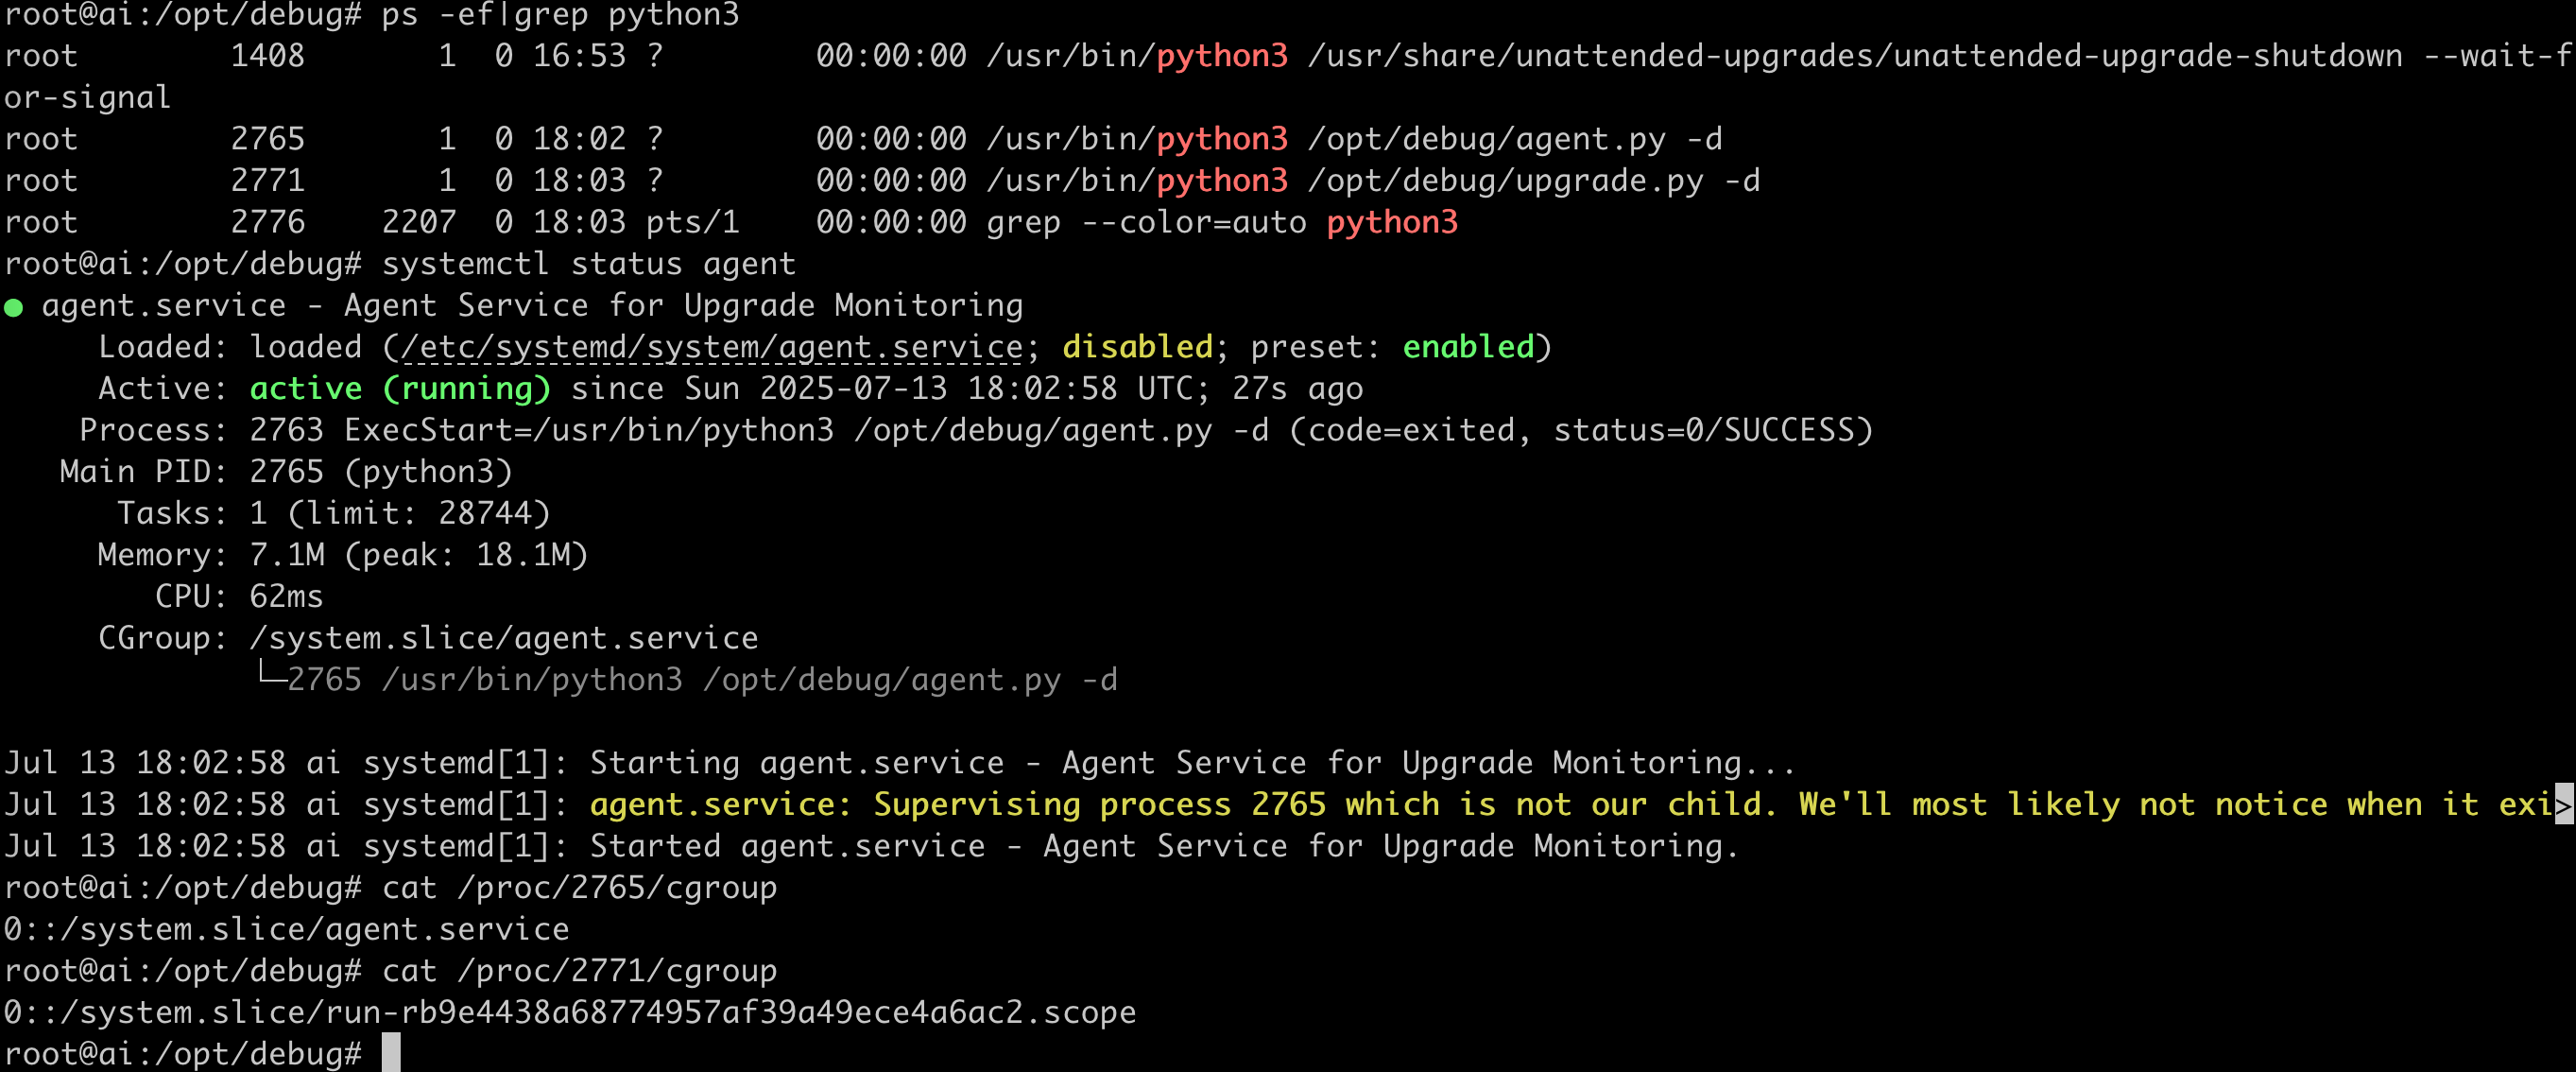 root@ai:/opt/debug# ps -ef|grep python3
root        1408       1  0 16:53 ?        00:00:00 /usr/bin/python3 /usr/share/unattended-upgrades/unattended-upgrade-shutdown --wait-f
or-signal
root        2765       1  0 18:02 ?        00:00:00 /usr/bin/python3 /opt/debug/agent.py -d
root        2771       1  0 18:03 ?        00:00:00 /usr/bin/python3 /opt/debug/upgrade.py -d
root        2776    2207  0 18:03 pts/1    00:00:00 grep --color=auto python3
root@ai:/opt/debug# systemctl status agent
● agent.service - Agent Service for Upgrade Monitoring
     Loaded: loaded (/etc/systemd/system/agent.service; disabled; preset: enabled)
     Active: active (running) since Sun 2025-07-13 18:02:58 UTC; 27s ago
    Process: 2763 ExecStart=/usr/bin/python3 /opt/debug/agent.py -d (code=exited, status=0/SUCCESS)
   Main PID: 2765 (python3)
      Tasks: 1 (limit: 28744)
     Memory: 7.1M (peak: 18.1M)
        CPU: 62ms
     CGroup: /system.slice/agent.service
             └─2765 /usr/bin/python3 /opt/debug/agent.py -d

Jul 13 18:02:58 ai systemd[1]: Starting agent.service - Agent Service for Upgrade Monitoring...
Jul 13 18:02:58 ai systemd[1]: agent.service: Supervising process 2765 which is not our child. We'll most likely not notice when it exi>
Jul 13 18:02:58 ai systemd[1]: Started agent.service - Agent Service for Upgrade Monitoring.
root@ai:/opt/debug# cat /proc/2765/cgroup
0::/system.slice/agent.service
root@ai:/opt/debug# cat /proc/2771/cgroup
0::/system.slice/run-rb9e4438a68774957af39a49ece4a6ac2.scope
root@ai:/opt/debug#